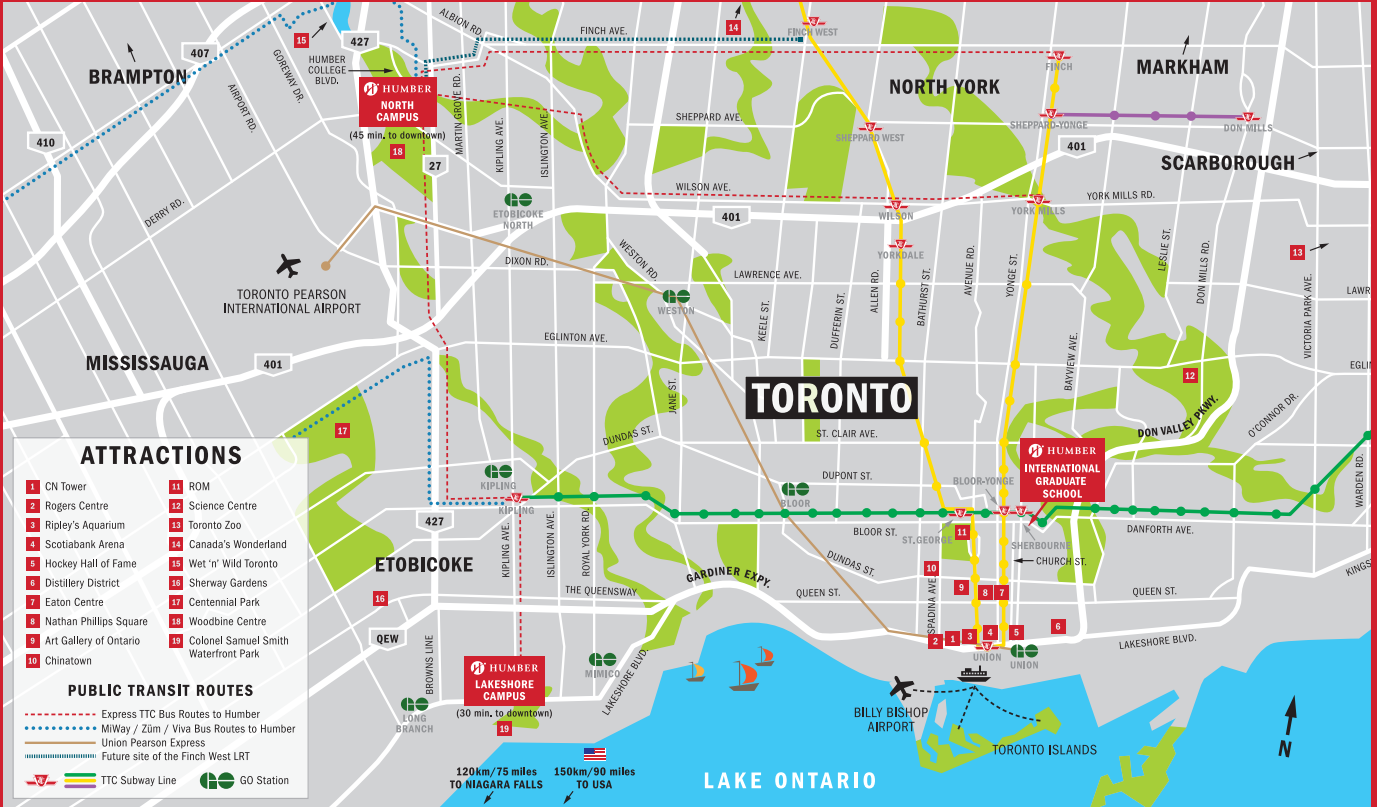 BRAMPTON
407
GOREWAY DR.
15
427
HUMBER
COLLEGE
BLVD.
ALBION RD.
FINCH AVE.
14
FINCH WEST
NORTH YORK
FINCH
MARKHAM
410
AIRPORT RD.
HUMBER
NORTH
CAMPUS
(45 min. to downtown)
18
27
MARTIN GROVE RD.
KIPLING AVE.
ISLINGTON AVE.
SHEPPARD AVE.
SHEPPARD WEST
SHEPPARD-YONGE
DON MILLS
401
SCARBOROUGH
DERRY RD.
ETOBICOKE
NORTH
WILSON AVE.
401
WILSON
YORK MILLS
YORK MILLS RD.
YORKDALE
LESLIE ST.
DON MILLS RD.
13
TORONTO PEARSON
INTERNATIONAL AIRPORT
DIXON RD.
WESTON RD.
WESTON
LAWRENCE AVE.
KEELE ST.
DUFFERIN ST.
ALLEN RD.
BATHURST ST.
AVENUE RD.
YONGE ST.
VICTORIA PARK AVE.
LAWR
MISSISSAUGA
401
EGLINTON AVE.
BAYVIEW AVE.
12
EGLIN
JANE ST.
TORONTO
DON VALLEY PKWY.
O'CONNOR DR.
17
DUNDAS ST.
ST. CLAIR AVE.
HUMBER
INTERNATIONAL
GRADUATE
SCHOOL
KIPLING
KIPLING
DUPONT ST.
BLOOR-YONGE
BLOOR
WARDEN RD.
427
BLOOR ST.
ST.GEORGE
11
SHERBOURNE
DANFORTH AVE.
ETOBICOKE
KIPLING AVE.
ISLINGTON AVE.
ROYAL YORK RD.
DUNDAS ST.
CHURCH ST.
KINGS
16
THE QUEENSWAY
GARDINER EXPY.
QUEEN ST.
10
SPADINA AVE.
9
8
7
QUEEN ST.
QEW
BROWNS LINE
2
1
3
4
5
6
LAKESHORE BLVD.
UNION
UNION
HUMBER
LAKESHORE
CAMPUS
(30 min. to downtown)
19
MIMICO
LAKESHORE BLVD.
LONG
BRANCH
BILLY BISHOP
AIRPORT
TORONTO ISLANDS
120km/75 miles
TO NIAGARA FALLS
150km/90 miles
TO USA
LAKE ONTARIO
N
ATTRACTIONS
1 CN Tower
2 Rogers Centre
3 Ripley's Aquarium
4 Scotiabank Arena
5 Hockey Hall of Fame
6 Distillery District
7 Eaton Centre
8 Nathan Phillips Square
9 Art Gallery of Ontario
10 Chinatown
11 ROM
12 Science Centre
13 Toronto Zoo
14 Canada's Wonderland
15 Wet 'n' Wild Toronto
16 Sherway Gardens
17 Centennial Park
18 Woodbine Centre
19 Colonel Samuel Smith
Waterfront Park
PUBLIC TRANSIT ROUTES
Express TTC Bus Routes to Humber
MiWay / Züm / Viva Bus Routes to Humber
Union Pearson Express
Future site of the Finch West LRT
TTC Subway Line
GO Station